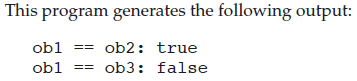 This program generates the following output:
ob1 == ob2: true
ob1 == ob3: false